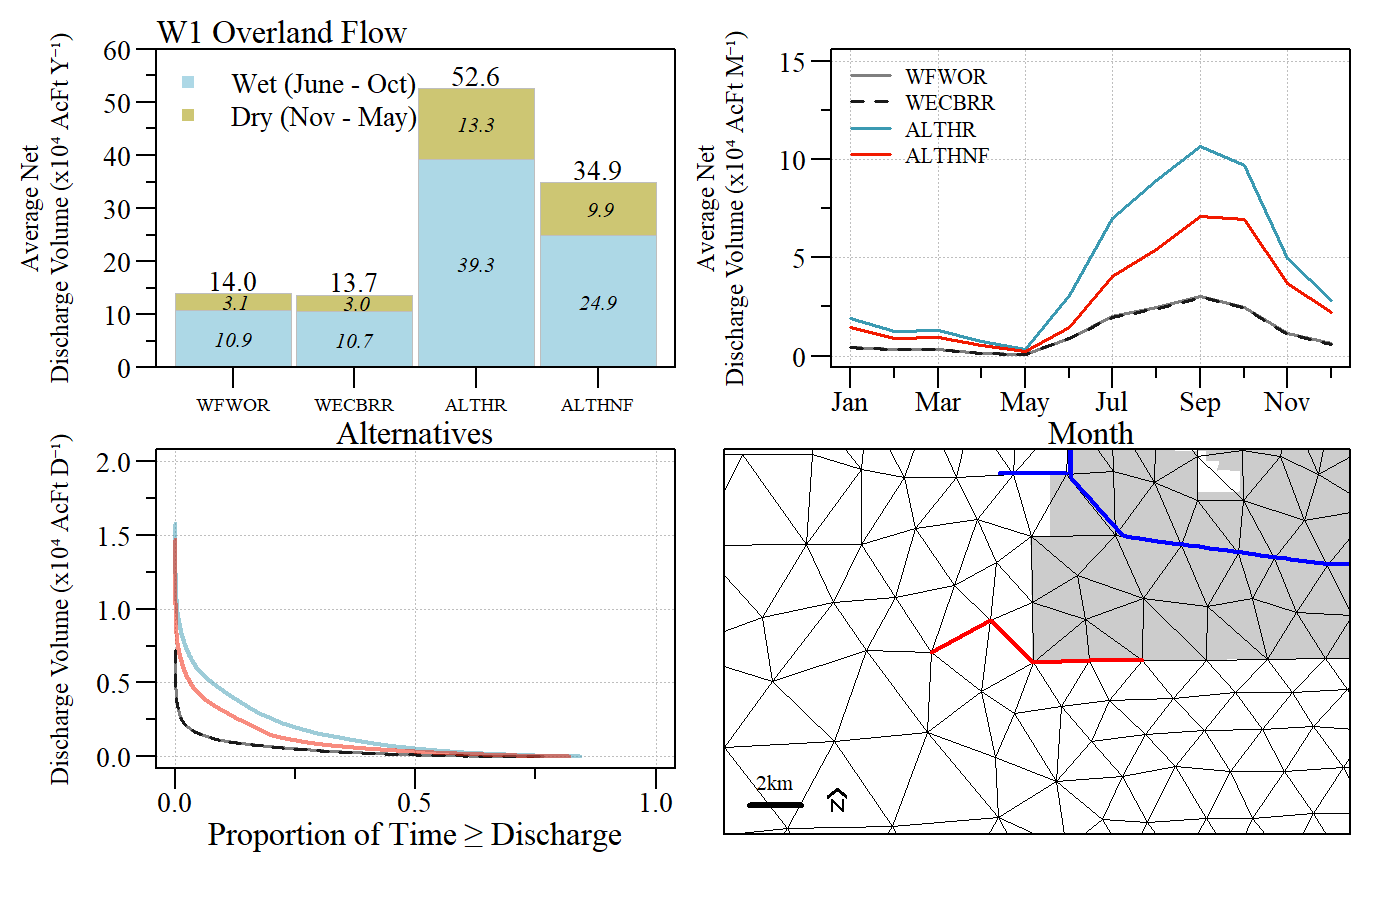 W1 Overland Flow
Average Net
Discharge Volume (x10⁴ AcFt Y⁻¹)
60
50
40
30
20
10
0
Wet (June - Oct)
Dry (Nov - May)
14.0
3.1
10.9
13.7
3.0
10.7
52.6
13.3
39.3
34.9
9.9
24.9
WFWOR
WECBRR
ALTHR
ALTHNF
Alternatives
Average Net
Discharge Volume (x10⁴ AcFt M⁻¹)
15
10
5
0
WFWOR
WECBRR
ALTHR
ALTHNF
Jan
Mar
May
Jul
Sep
Nov
Month
Discharge Volume (x10⁴ AcFt D⁻¹)
2.0
1.5
1.0
0.5
0.0
0.0
0.5
1.0
Proportion of Time ≥ Discharge
2km
N